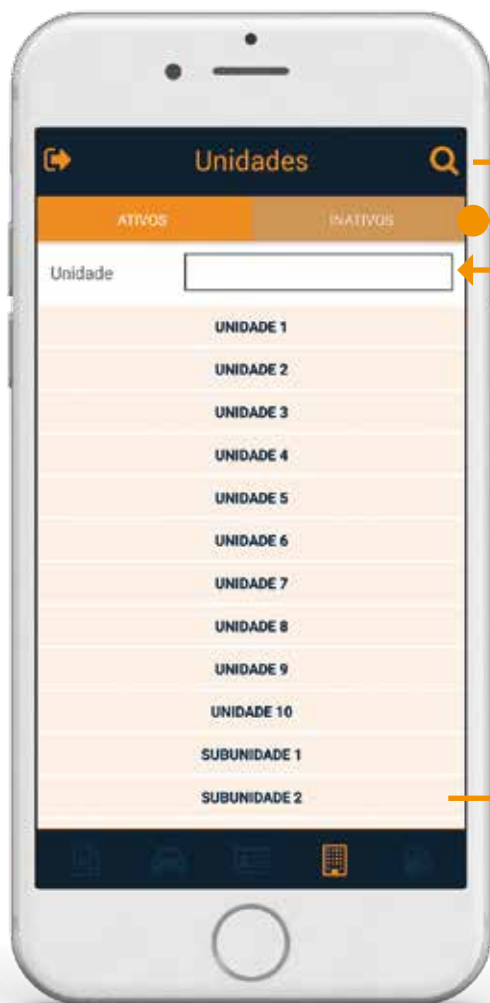 Unidades
ATIVOS INATIVOS
Unidade
UNIDADE 1
UNIDADE 2
UNIDADE 3
UNIDADE 4
UNIDADE 5
UNIDADE 6
UNIDADE 7
UNIDADE 8
UNIDADE 9
UNIDADE 10
SUBUNIDADE 1
SUBUNIDADE 2